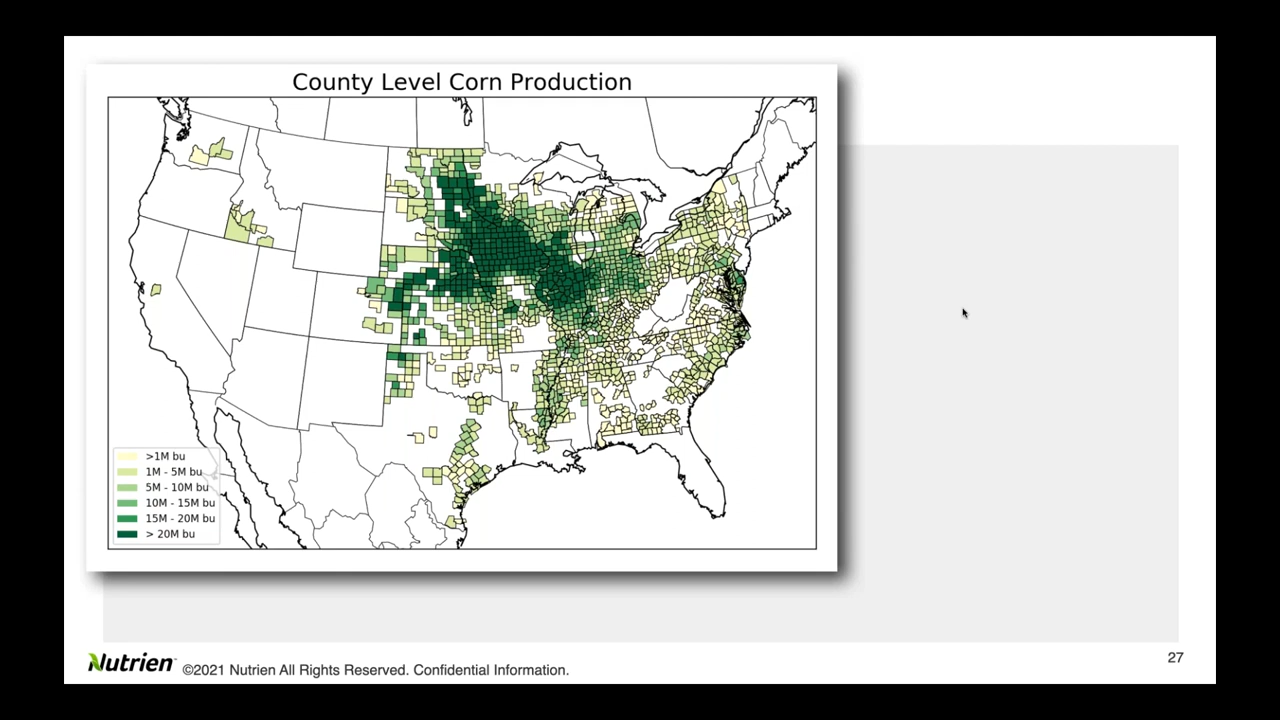 County Level Corn Production
>1M bu
1M - 5M bu
5M - 10M bu
10M - 15M bu
15M - 20M bu
> 20M bu
Nutrien™ ©2021 Nutrien All Rights Reserved. Confidential Information.
27